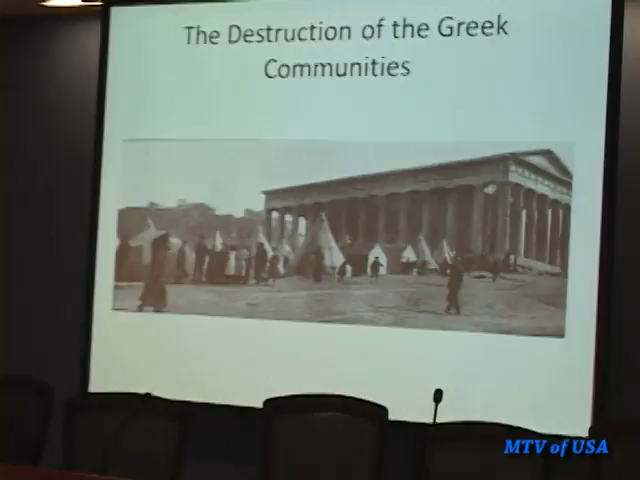 The Destruction of the Greek
Communities
MTV of USA